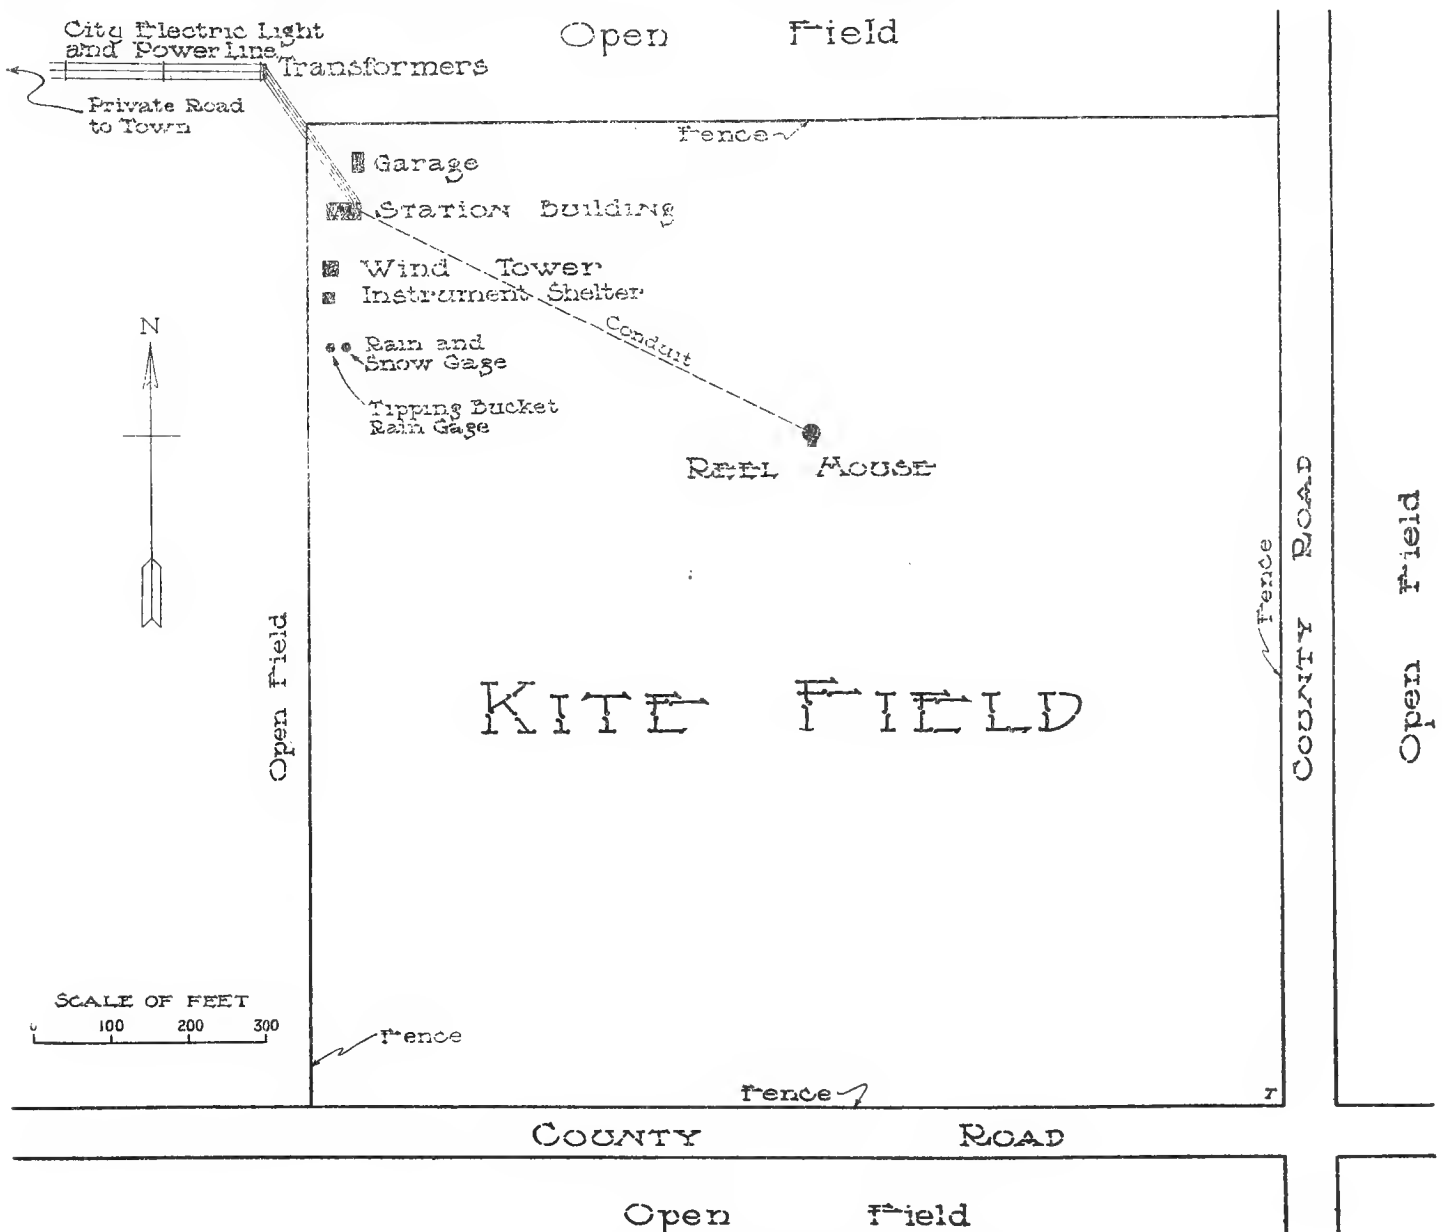 City Electric Light
and Power Line
Transformers
Private Road
to Town
Open Field
Fence
Garage
STATION BUILDING
Wind Tower
Instrument Shelter
Rain and
Snow Gage
Tipping Bucket
Rain Gage
Conduit
REEL HOUSE
N
Open Field
KITE FIELD
Fence
COUNTY ROAD
Open Field
SCALE OF FEET
0 100 200 300
Fence
Fence
T
COUNTY ROAD
Open Field